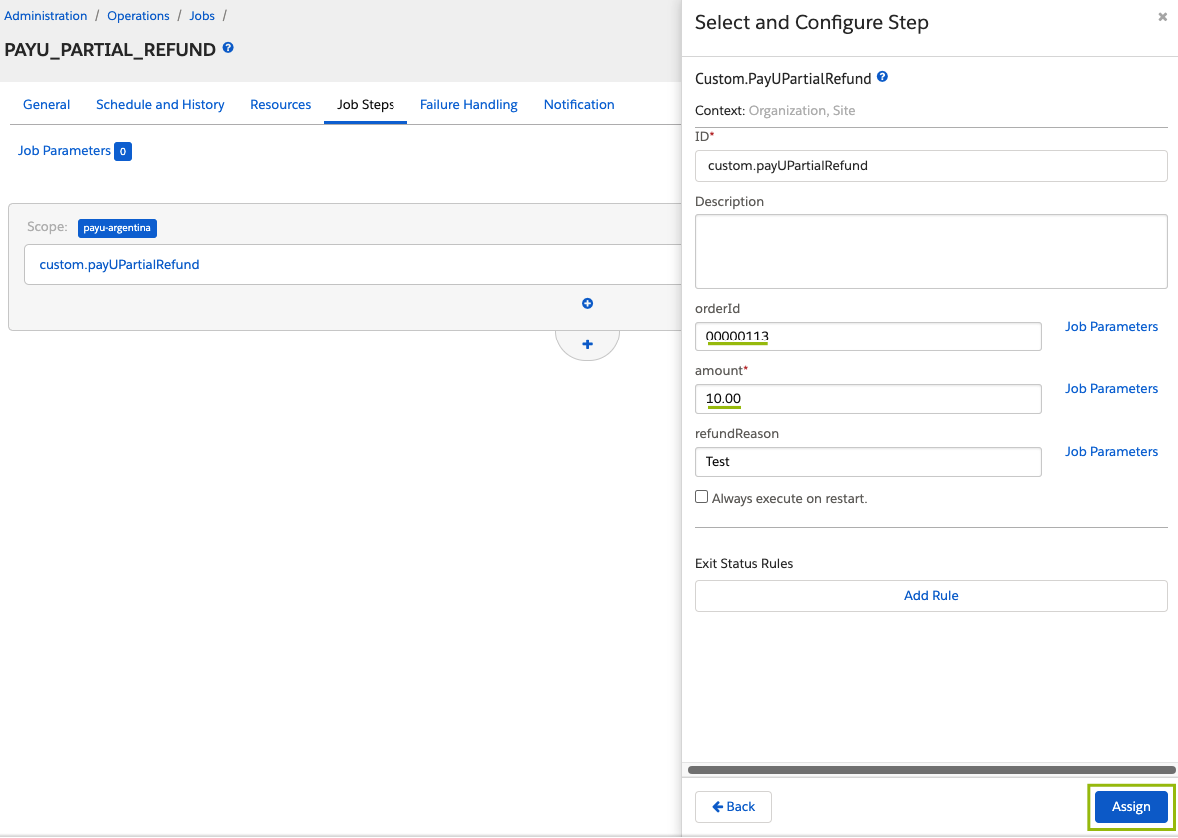 Administration / Operations / Jobs /
PAYU_PARTIAL_REFUND ?
General Schedule and History Resources Job Steps Failure Handling Notification
Job Parameters 0
Scope: payu-argentina
custom.payUPartialRefund
Select and Configure Step
Custom.PayUPartialRefund ?
Context: Organization, Site
ID*
custom.payUPartialRefund
Description
orderId
00000113 Job Parameters
amount*
10.00 Job Parameters
refundReason
Test Job Parameters
Always execute on restart.
Exit Status Rules
Add Rule
Back Assign